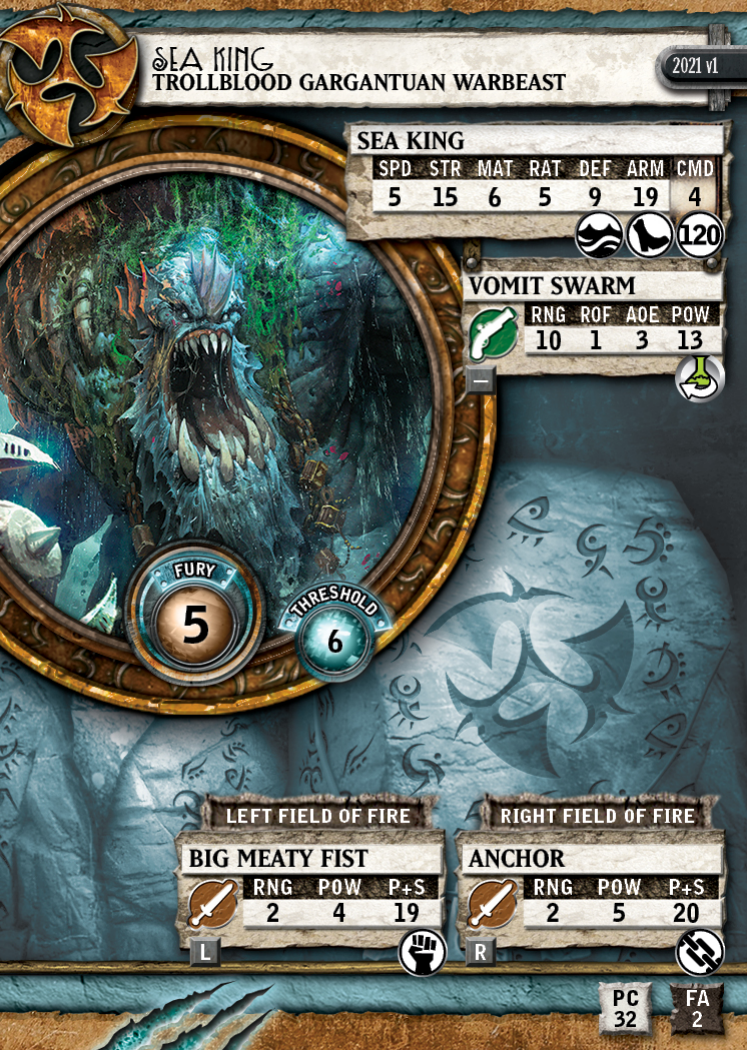 SEA KING
TROLLBLOOD GARGANTUAN WARBEAST
2021 v1
SEA KING
SPD STR MAT RAT DEF ARM CMD
5 15 6 5 9 19 4
120
VOMIT SWARM
RNG ROF AOE POW
10 1 3 13
—
FURY
5
THRESHOLD
6
LEFT FIELD OF FIRE
BIG MEATY FIST
RNG POW P+S
2 4 19
L
RIGHT FIELD OF FIRE
ANCHOR
RNG POW P+S
2 5 20
R
PC
32
FA
2